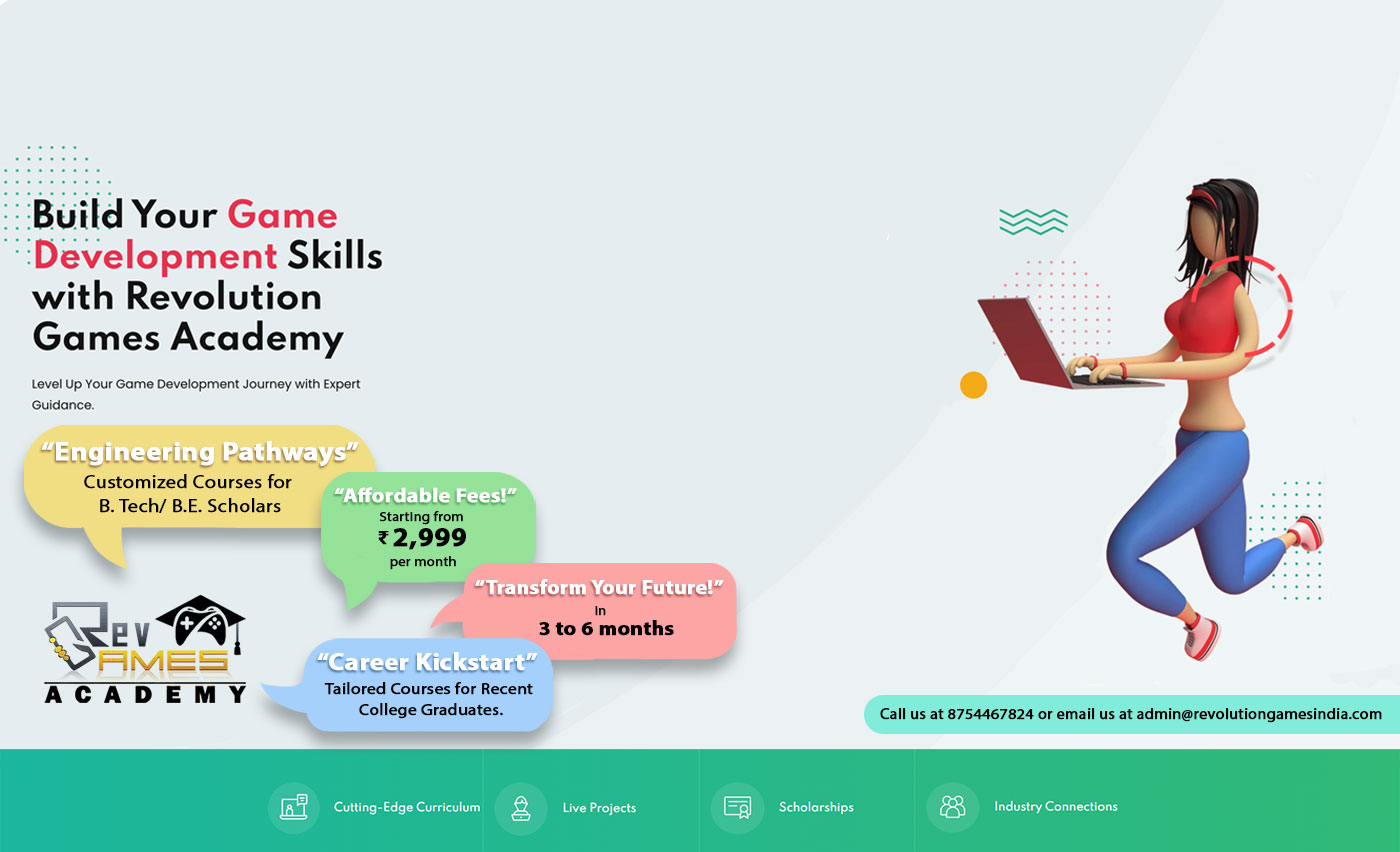 Build Your Game
Development Skills
with Revolution
Games Academy
Level Up Your Game Development Journey with Expert
Guidance.
“Engineering Pathways”
Customized Courses for
B. Tech/ B.E. Scholars
“Affordable Fees!”
Starting from
₹ 2,999
per month
“Transform Your Future!”
In
3 to 6 months
“Career Kickstart”
Tailored Courses for Recent
College Graduates.
Rev
GAMES
ACADEMY
Call us at 8754467824 or email us at admin@revolutiongamesindia.com
Cutting-Edge Curriculum
Live Projects
Scholarships
Industry Connections